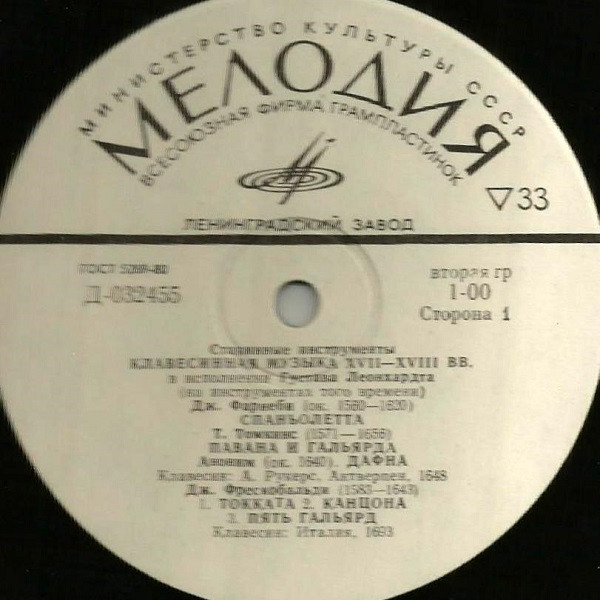 МИНИСТЕРСТВО КУЛЬТУРЫ СССР
МЕЛОДИЯ
ВСЕСОЮЗНАЯ ФИРМА ГРАМПЛАСТИНОК
▽33
ЛЕНИНГРАДСКИЙ ЗАВОД
ГОСТ 5289-80
вторая гр
Д-032455
1-00
Сторона 1
Старинные инструменты
КЛАВЕСИННАЯ МУЗЫКА XVII—XVIII ВВ.
в исполнении Густава Леонхардта
(на инструментах того времени)
Дж. Фарнеби (ок. 1560—1620)
СПАНЬОЛЕТТА
Т. Томкинс (1571—1656)
ПАВАНА И ГАЛЬЯРДА
Аноним (ок. 1640). ДАФНА
Клавесин: А. Рукерс, Антверпен, 1648
Дж. Фрескобальди (1583—1643)
1. ТОККАТА 2. КАНЦОНА
3. ПЯТЬ ГАЛЬЯРД
Клавесин: Италия, 1693